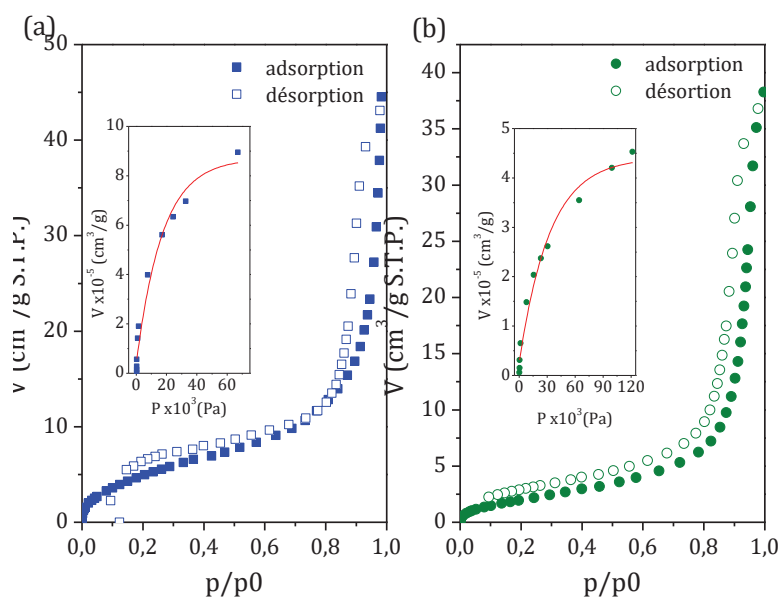 (a)
50
40
30
20
10
0
V (cm³/g S.T.P.)
adsorption
désorption
10
8
6
4
2
0
V x10⁻⁵ (cm³/g)
0 20 40 60
P x10³(Pa)
0,0 0,2 0,4 0,6 0,8 1,0
p/p0
(b)
40
35
30
25
20
15
10
5
0
V (cm³/g S.T.P.)
adsorption
désortion
5
4
3
2
1
0
V x10⁻⁵ (cm³/g)
0 30 60 90 120
P x10³(Pa)
0,0 0,2 0,4 0,6 0,8 1,0
p/p0